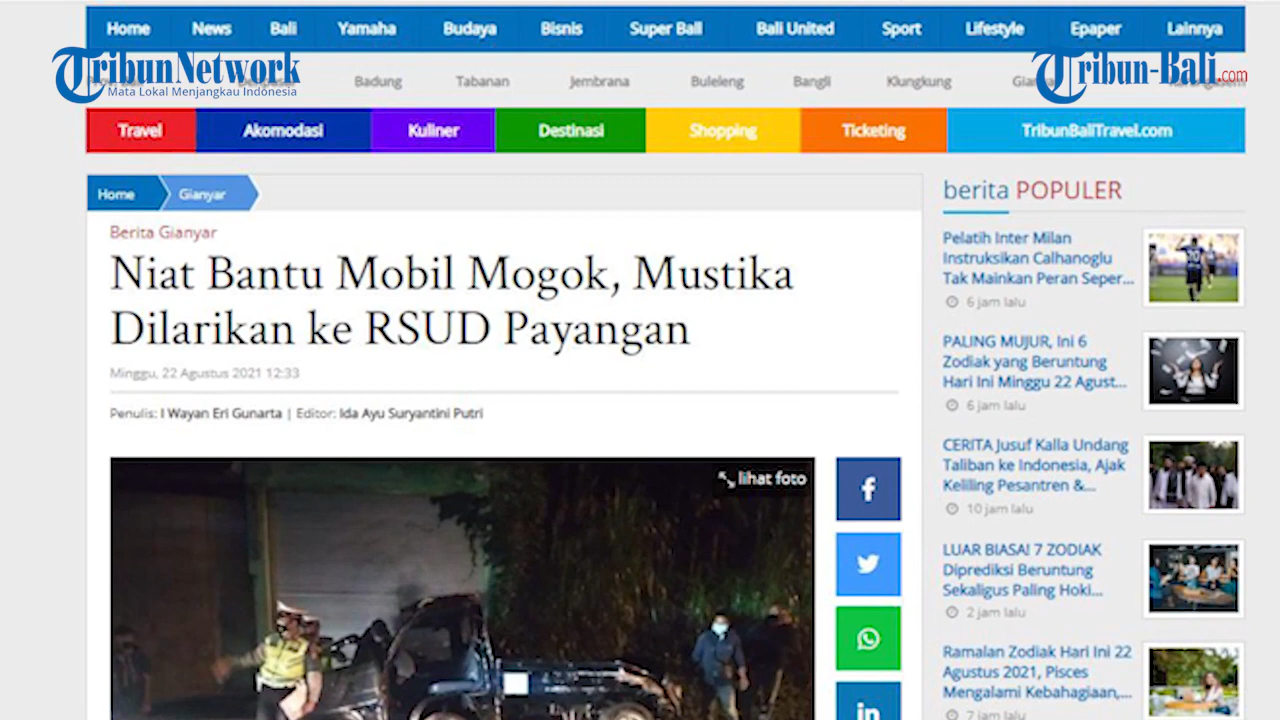 Home News Bali Yamaha Budaya Bisnis Super Ball Bali United Sport Lifestyle Epaper Lainnya
TribunNetwork
Mata Lokal Menjangkau Indonesia
Badung Tabanan Jembrana Buleleng Bangli Klungkung
Tribun-Bali.com
Travel Akomodasi Kuliner Destinasi Shopping Ticketing TribunBaliTravel.com
Home Gianyar
Berita Gianyar
Niat Bantu Mobil Mogok, Mustika
Dilarikan ke RSUD Payangan
Minggu, 22 Agustus 2021 12:33
Penulis: I Wayan Eri Gunarta | Editor: Ida Ayu Suryantini Putri
lihat foto
berita POPULER
Pelatih Inter Milan
Instruksikan Calhanoglu
Tak Mainkan Peran Seper...
6 jam lalu
PALING MUJUR, Ini 6
Zodiak yang Beruntung
Hari Ini Minggu 22 Agust...
6 jam lalu
CERITA Jusuf Kalla Undang
Taliban ke Indonesia, Ajak
Keliling Pesantren &...
10 jam lalu
LUAR BIASA! 7 ZODIAK
Diprediksi Beruntung
Sekaligus Paling Hoki...
2 jam lalu
Ramalan Zodiak Hari Ini 22
Agustus 2021, Pisces
Mengalami Kebahagiaan,...
7 jam lalu